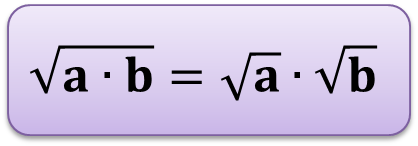 √a · b = √a · √b